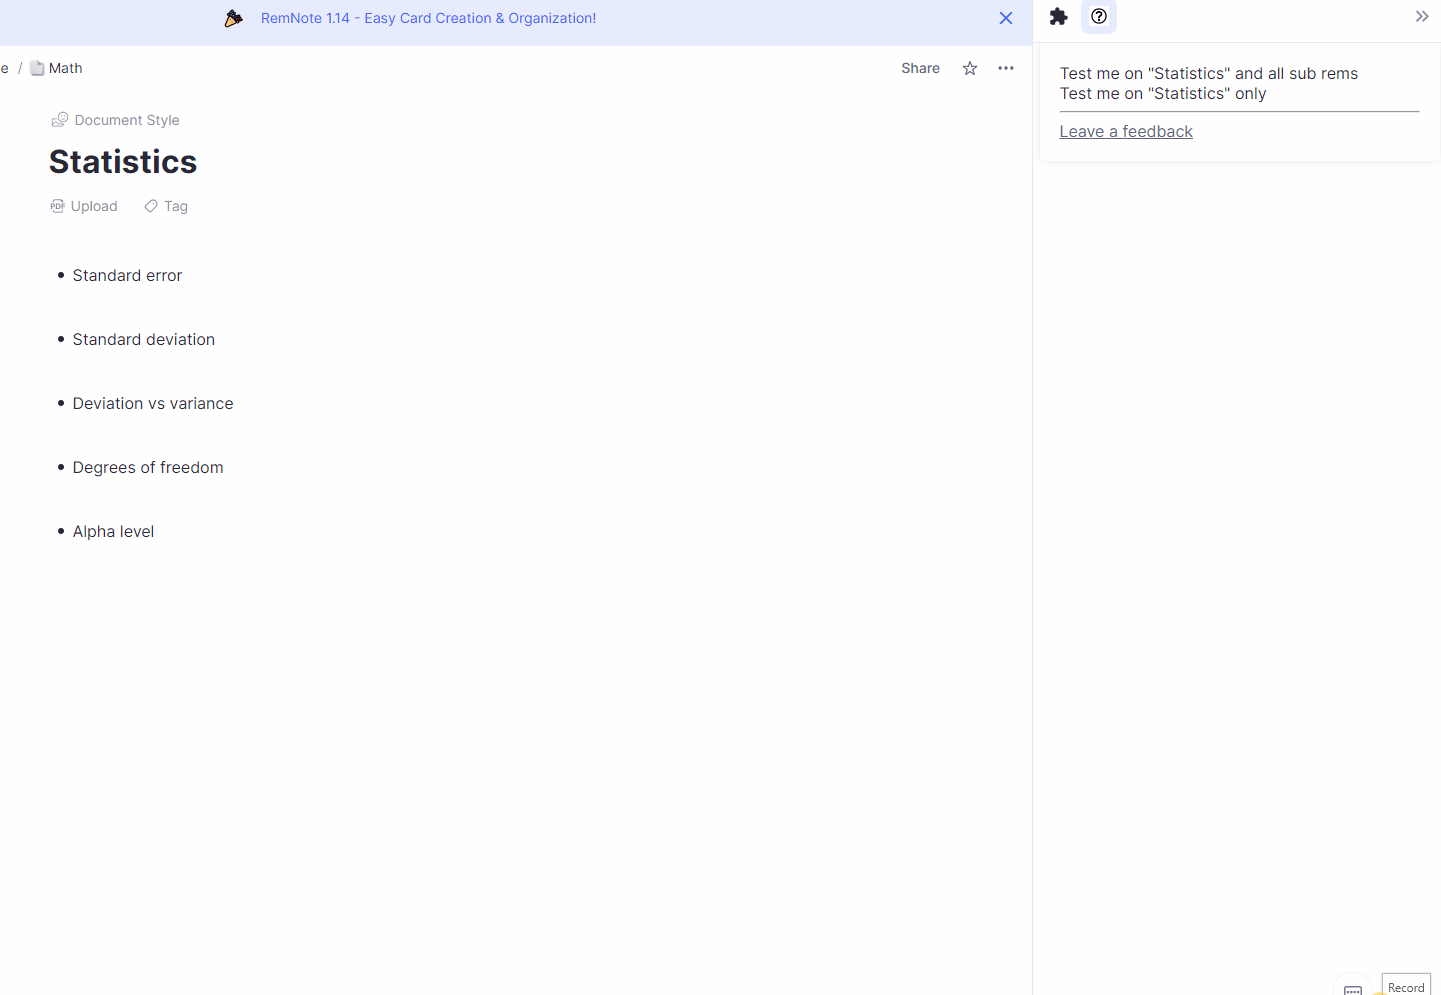 RemNote 1.14 - Easy Card Creation & Organization!
e / Math
Share
Document Style
Statistics
PDF Upload
Tag
Standard error
Standard deviation
Deviation vs variance
Degrees of freedom
Alpha level
Test me on "Statistics" and all sub rems
Test me on "Statistics" only
Leave a feedback
Record